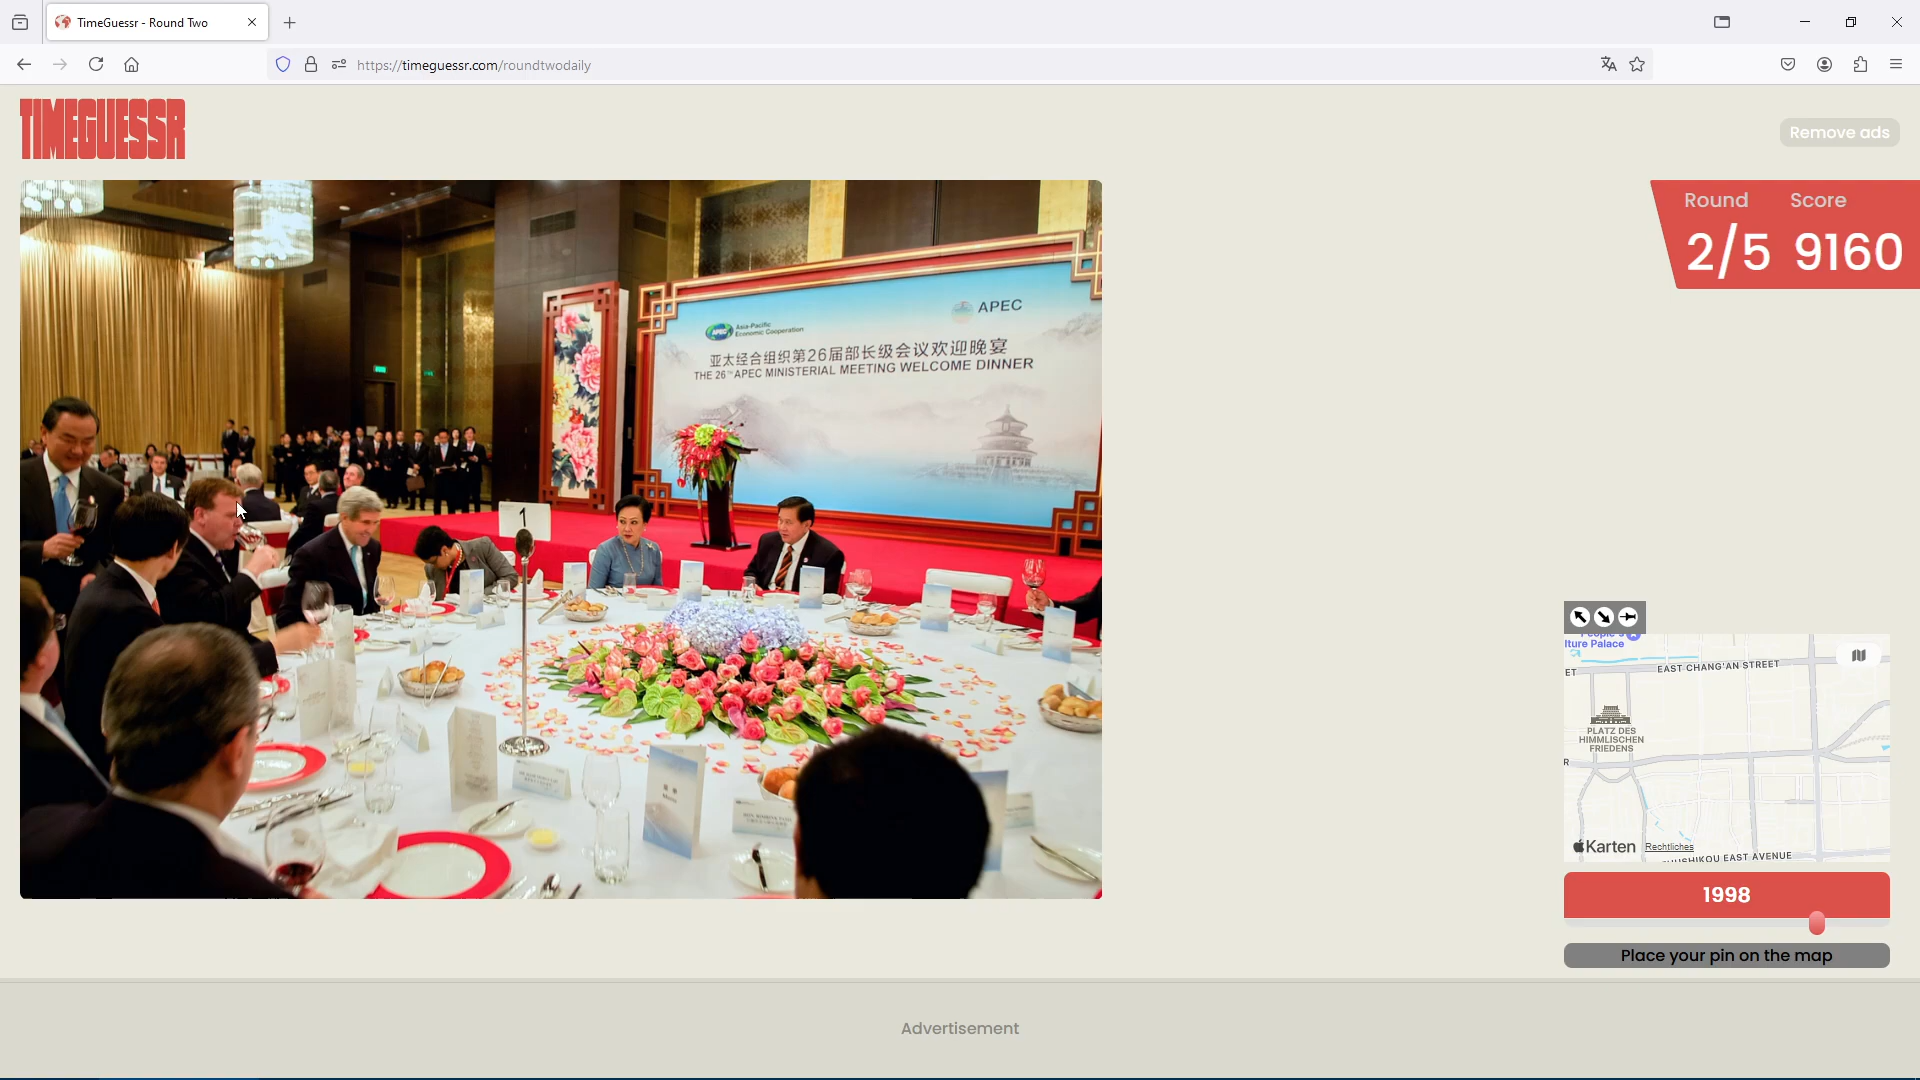 TimeGuessr - Round Two
https://timeguessr.com/roundtwodaily
TIMEGUESSR
Remove ads
Round Score
2/5 9160
APEC
APEC Asia-Pacific
Economic Cooperation
亚太经合组织第26届部长级会议欢迎晚宴
THE 26TH APEC MINISTERIAL MEETING WELCOME DINNER
1
lture Palace
EAST CHANG'AN STREET
ET
PLATZ DES
HIMMLISCHEN
FRIEDENS
R
Karten
Rechtliches
USHIKOU EAST AVENUE
1998
Place your pin on the map
Advertisement